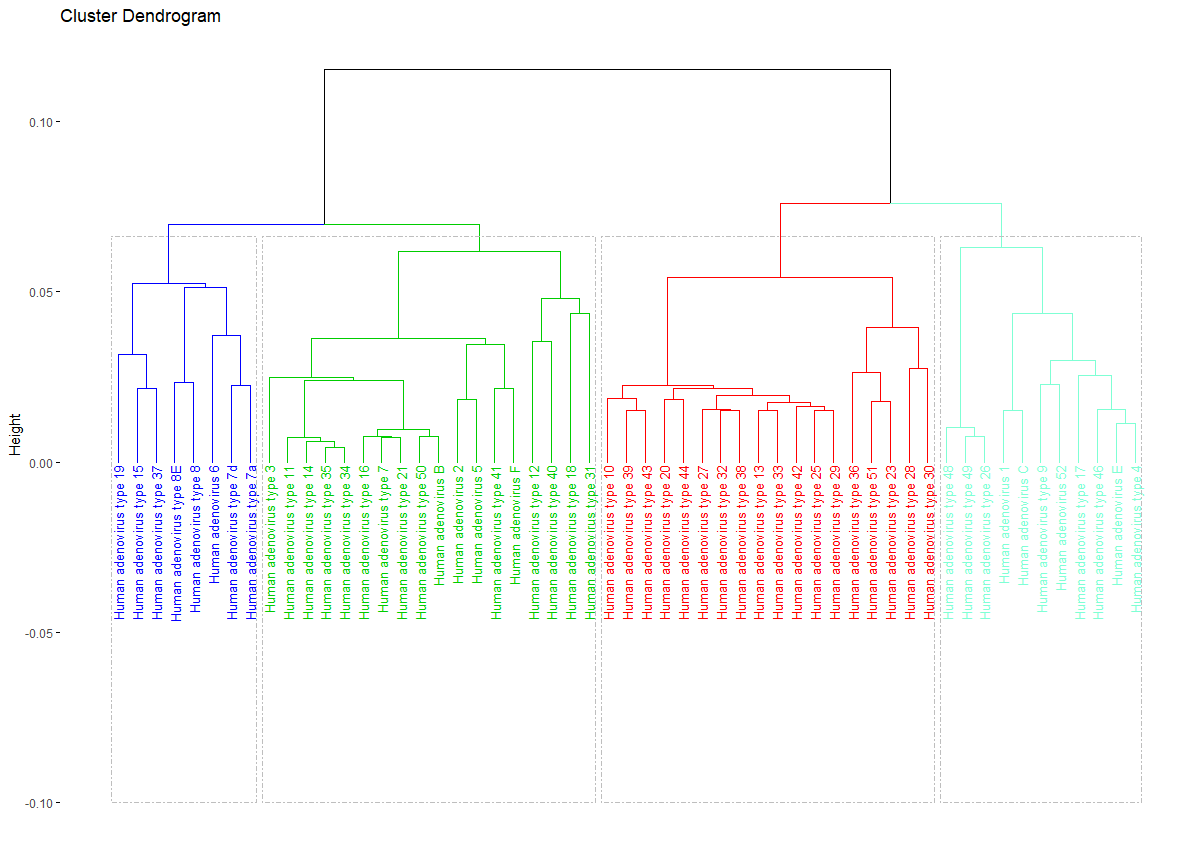 Cluster Dendrogram
0.10
0.05
0.00
-0.05
-0.10
Height
Human adenovirus type 19
Human adenovirus type 15
Human adenovirus type 37
Human adenovirus type 8E
Human adenovirus type 8
Human adenovirus 6
Human adenovirus type 7d
Human adenovirus type 7a
Human adenovirus type 3
Human adenovirus type 11
Human adenovirus type 14
Human adenovirus type 35
Human adenovirus type 34
Human adenovirus type 16
Human adenovirus type 7
Human adenovirus type 21
Human adenovirus type 50
Human adenovirus B
Human adenovirus 2
Human adenovirus 5
Human adenovirus type 41
Human adenovirus F
Human adenovirus type 12
Human adenovirus type 40
Human adenovirus type 18
Human adenovirus type 31
Human adenovirus type 10
Human adenovirus type 39
Human adenovirus type 43
Human adenovirus type 20
Human adenovirus type 44
Human adenovirus type 27
Human adenovirus type 32
Human adenovirus type 38
Human adenovirus type 13
Human adenovirus type 33
Human adenovirus type 42
Human adenovirus type 25
Human adenovirus type 29
Human adenovirus type 36
Human adenovirus type 51
Human adenovirus type 23
Human adenovirus type 28
Human adenovirus type 30
Human adenovirus type 48
Human adenovirus type 49
Human adenovirus type 26
Human adenovirus 1
Human adenovirus C
Human adenovirus type 9
Human adenovirus 52
Human adenovirus type 17
Human adenovirus type 46
Human adenovirus E
Human adenovirus type 4